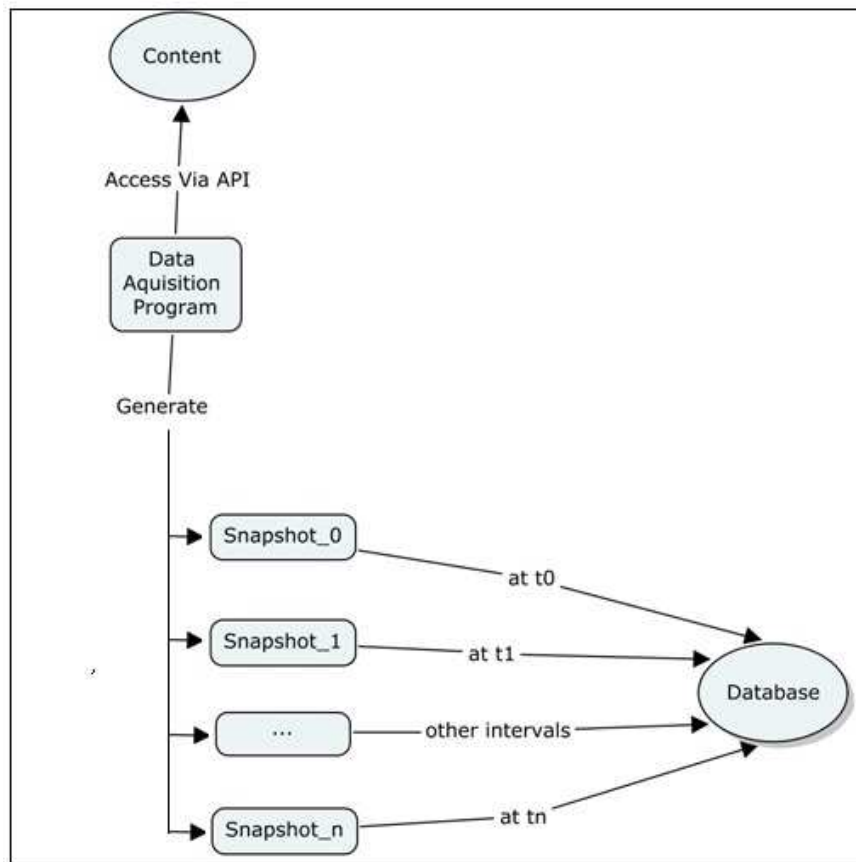 Content
Access Via API
Data
Aquisition
Program
Generate
Snapshot_0
at t0
Snapshot_1
at t1
,
Database
...
other intervals
Snapshot_n
at tn